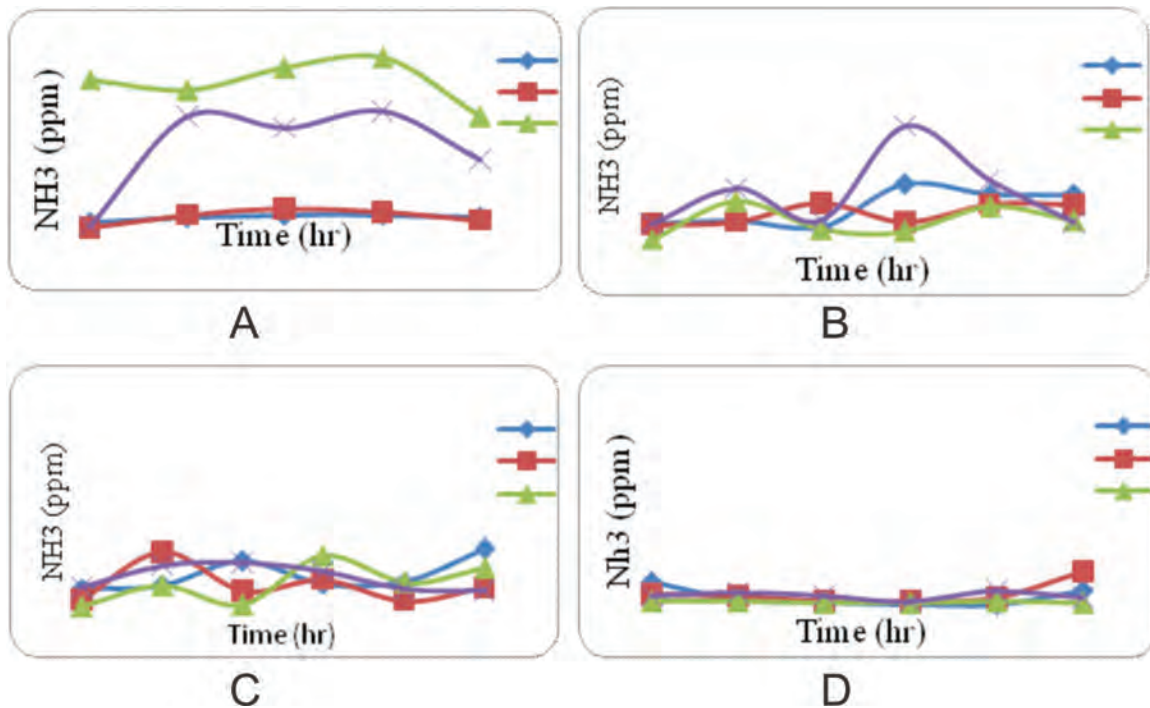 NH3 (ppm)
Time (hr)
A
NH3 (ppm)
Time (hr)
B
NH3 (ppm)
Time (hr)
C
Nh3 (ppm)
Time (hr)
D